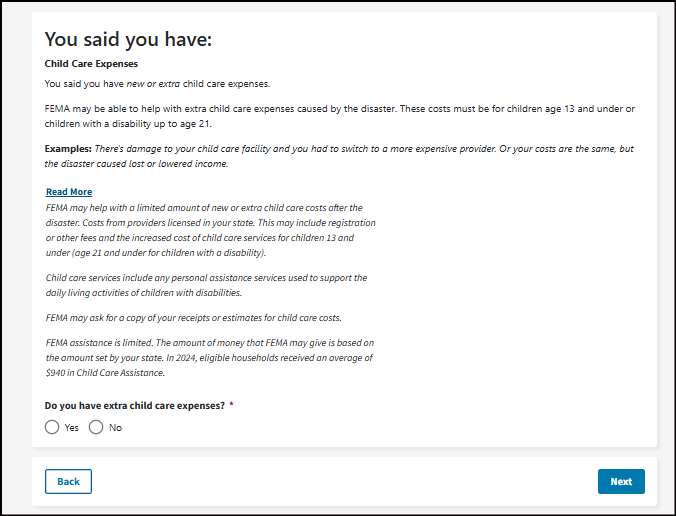 You said you have:
Child Care Expenses
You said you have new or extra child care expenses.
FEMA may be able to help with extra child care expenses caused by the disaster. These costs must be for children age 13 and under or
children with a disability up to age 21.
Examples: There's damage to your child care facility and you had to switch to a more expensive provider. Or your costs are the same, but
the disaster caused lost or lowered income.
Read More
FEMA may help with a limited amount of new or extra child care costs after the
disaster. Costs from providers licensed in your state. This may include registration
or other fees and the increased cost of child care services for children 13 and
under (age 21 and under for children with a disability).
Child care services include any personal assistance services used to support the
daily living activities of children with disabilities.
FEMA may ask for a copy of your receipts or estimates for child care costs.
FEMA assistance is limited. The amount of money that FEMA may give is based on
the amount set by your state. In 2024, eligible households received an average of
$940 in Child Care Assistance.
Do you have extra child care expenses? *
Yes No
Back Next